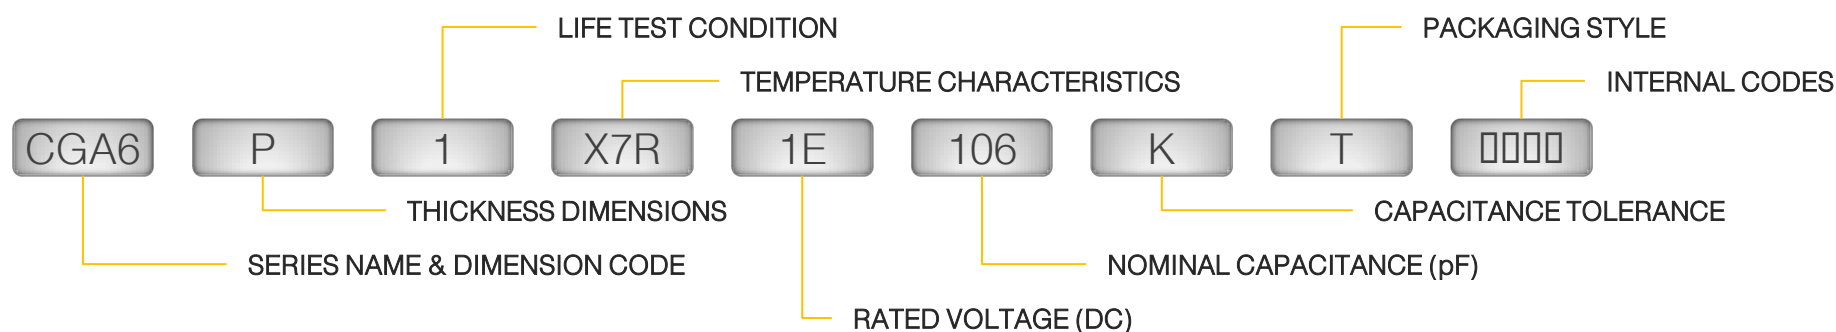 LIFE TEST CONDITION
PACKAGING STYLE
TEMPERATURE CHARACTERISTICS
INTERNAL CODES
CGA6 P 1 X7R 1E 106 K T ▯▯▯▯
THICKNESS DIMENSIONS
CAPACITANCE TOLERANCE
SERIES NAME & DIMENSION CODE
NOMINAL CAPACITANCE (pF)
RATED VOLTAGE (DC)